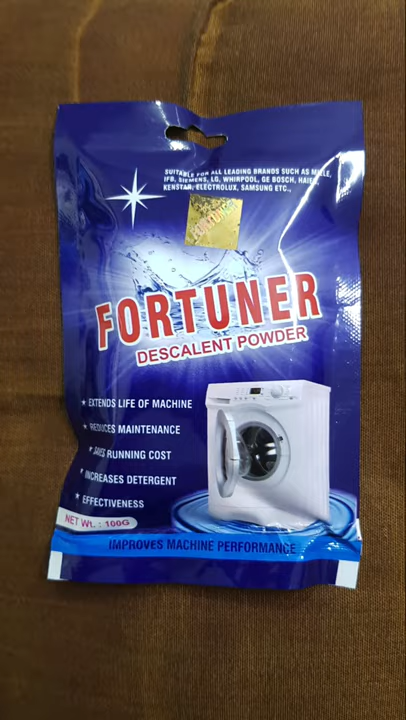 SUITABLE FOR ALL LEADING BRANDS SUCH AS MIELE,
IFB, SIEMENS, LG, WHIRPOOL, GE BOSCH, HAIER,
KENSTAR, ELECTROLUX, SAMSUNG ETC.,
FORTUNER
FORTUNER
DESCALENT POWDER
★ EXTENDS LIFE OF MACHINE
★ REDUCES MAINTENANCE
★ SAVES RUNNING COST
★ INCREASES DETERGENT
★ EFFECTIVENESS
NET Wt. : 100G
IMPROVES MACHINE PERFORMANCE